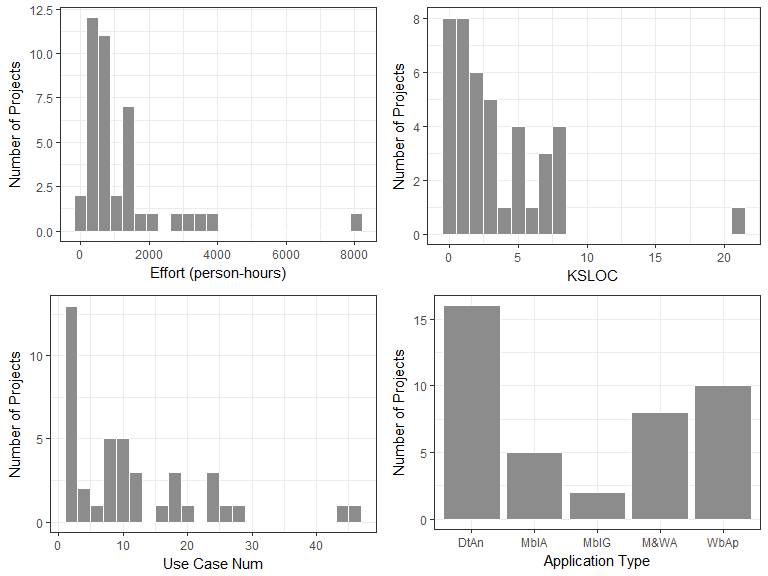 12.5
10.0
7.5
5.0
2.5
0.0
Number of Projects
0 2000 4000 6000 8000
Effort (person-hours)
8
6
4
2
0
Number of Projects
0 5 10 15 20
KSLOC
10
5
0
Number of Projects
0 10 20 30 40
Use Case Num
15
10
5
0
Number of Projects
DtAn MblA MblG M&WA WbAp
Application Type